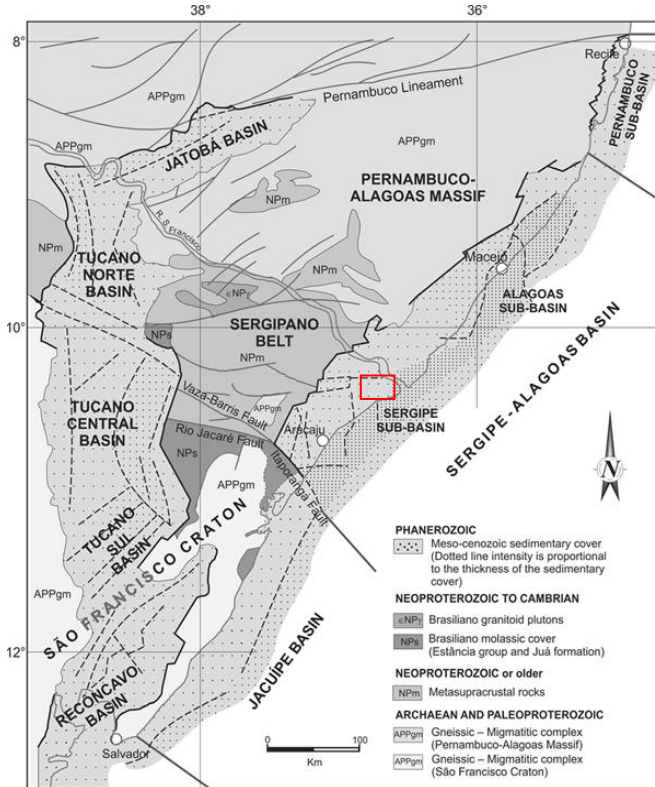 38°
36°
8°
Recife
APPgm
Pernambuco Lineament
PERNAMBUCO
SUB-BASIN
APPgm
JATOBÁ BASIN
APPgm
PERNAMBUCO-
ALAGOAS MASSIF
NPm
R. S. Francisco
NPm
TUCANO
NORTE
BASIN
Maceió
NPm
ЄNPγ
ALAGOAS
SUB-BASIN
10°
SERGIPANO
BELT
NPs
NPm
SERGIPE-ALAGOAS BASIN
Vaza-Barris Fault
APPgm
SERGIPE
SUB-BASIN
TUCANO
CENTRAL
BASIN
Aracaju
Rio Jacaré Fault
NPs
Itaporanga Fault
APPgm
N
TUCANO
SUL
BASIN
APPgm
SÃO FRANCISCO CRATON
12°
JACUÍPE BASIN
RECÔNCAVO
BASIN
Salvador
0
100
Km
PHANEROZOIC
Meso-cenozoic sedimentary cover
(Dotted line intensity is proportional
to the thickness of the sedimentary
cover)
NEOPROTEROZOIC TO CAMBRIAN
ЄNPγ Brasiliano granitoid plutons
NPs Brasiliano molassic cover
(Estância group and Juá formation)
NEOPROTEROZOIC or older
NPm Metasupracrustal rocks
ARCHAEAN AND PALEOPROTEROZOIC
APPgm Gneissic – Migmatitic complex
(Pernambuco-Alagoas Massif)
APPgm Gneissic – Migmatitic complex
(São Francisco Craton)